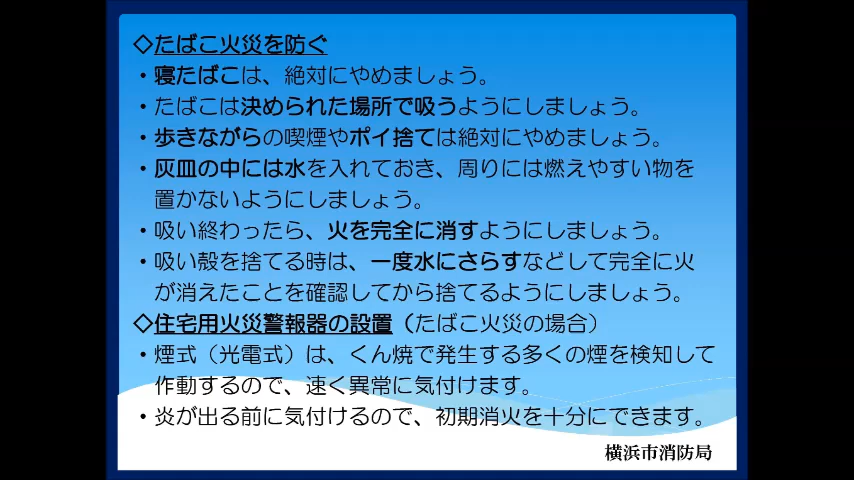 ◇たばこ火災を防ぐ
・寝たばこは、絶対にやめましょう。
・たばこは決められた場所で吸うようにしましょう。
・歩きながらの喫煙やポイ捨ては絶対にやめましょう。
・灰皿の中には水を入れておき、周りには燃えやすい物を
置かないようにしましょう。
・吸い終わったら、火を完全に消すようにしましょう。
・吸い殻を捨てる時は、一度水にさらすなどして完全に火
が消えたことを確認してから捨てるようにしましょう。
◇住宅用火災警報器の設置（たばこ火災の場合）
・煙式（光電式）は、くん焼で発生する多くの煙を検知して
作動するので、速く異常に気付けます。
・炎が出る前に気付けるので、初期消火を十分にできます。
横浜市消防局